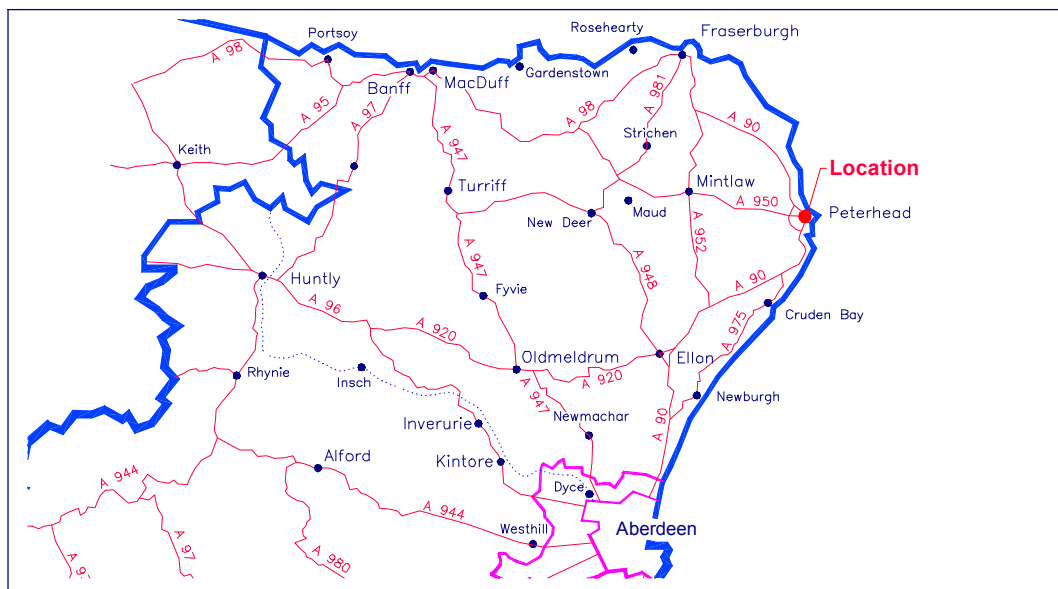 Rosehearty
Portsoy
Fraserburgh
A 98
Gardenstown
MacDuff
Banff
A 981
A 95
A 97
A 98
A 90
Strichen
A 947
Keith
Location
Mintlaw
Turriff
A 950
Maud
New Deer
Peterhead
A 952
A 947
A 948
Huntly
A 90
Fyvie
A 96
Cruden Bay
A 975
A 920
Oldmeldrum
Ellon
Rhynie
Insch
A 920
A 947
Newburgh
Newmachar
Inverurie
A 90
Alford
Kintore
A 944
Dyce
A 944
Westhill
Aberdeen
A 97
A 980